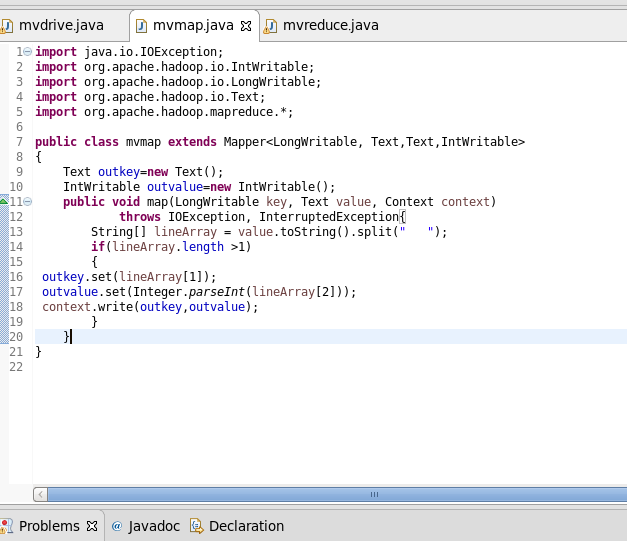 mvdrive.java mvmap.java mvreduce.java
1 import java.io.IOException;
2 import org.apache.hadoop.io.IntWritable;
3 import org.apache.hadoop.io.LongWritable;
4 import org.apache.hadoop.io.Text;
5 import org.apache.hadoop.mapreduce.*;
6
7 public class mvmap extends Mapper<LongWritable, Text,Text,IntWritable>
8 {
9     Text outkey=new Text();
10     IntWritable outvalue=new IntWritable();
11     public void map(LongWritable key, Text value, Context context)
12             throws IOException, InterruptedException{
13         String[] lineArray = value.toString().split("   ");
14         if(lineArray.length >1)
15         {
16  outkey.set(lineArray[1]);
17  outvalue.set(Integer.parseInt(lineArray[2]));
18  context.write(outkey,outvalue);
19         }
20     }
21 }
22
Problems @ Javadoc Declaration